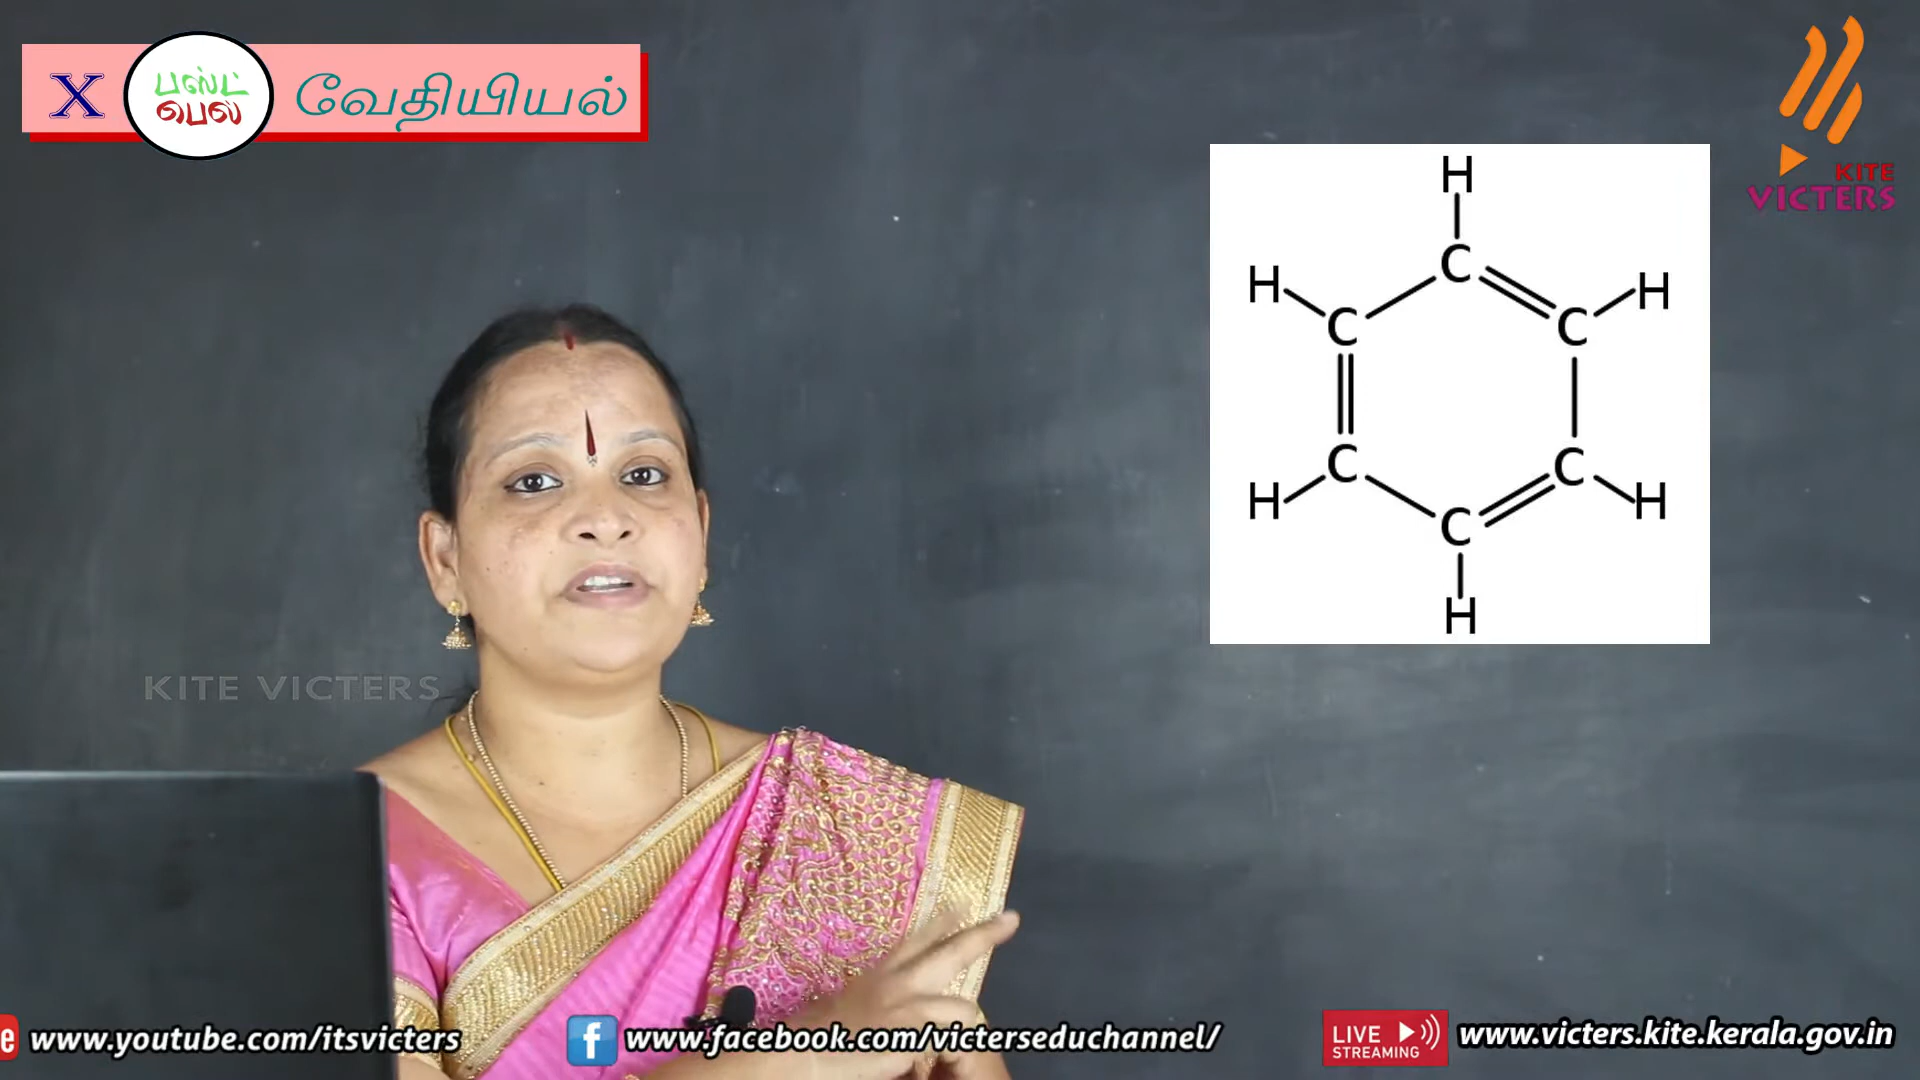 X பஸ்ட் பெல் வேதியியல்
KITE
VICTERS
H
C
H C C H
H C C H
C
H
KITE VICTERS
www.youtube.com/itsvicters
www.facebook.com/victerseduchannel/
LIVE STREAMING www.victers.kite.kerala.gov.in